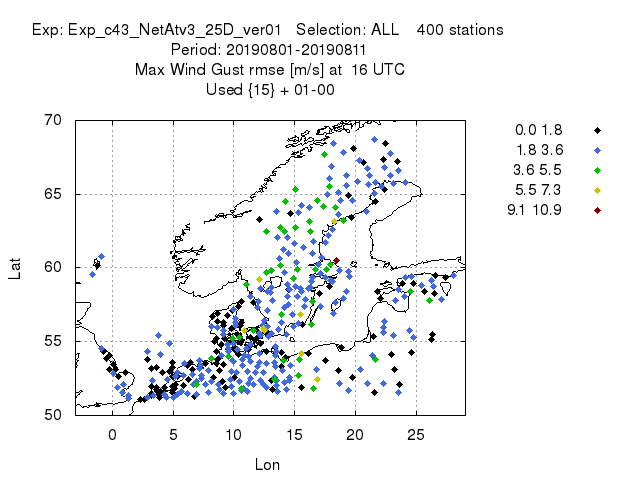 Exp: Exp_c43_NetAtv3_25D_ver01 Selection: ALL 400 stations
Period: 20190801-20190811
Max Wind Gust rmse [m/s] at 16 UTC
Used {15} + 01-00
70
65
60
55
50
Lat
0 5 10 15 20 25
Lon
0.0 1.8
1.8 3.6
3.6 5.5
5.5 7.3
9.1 10.9